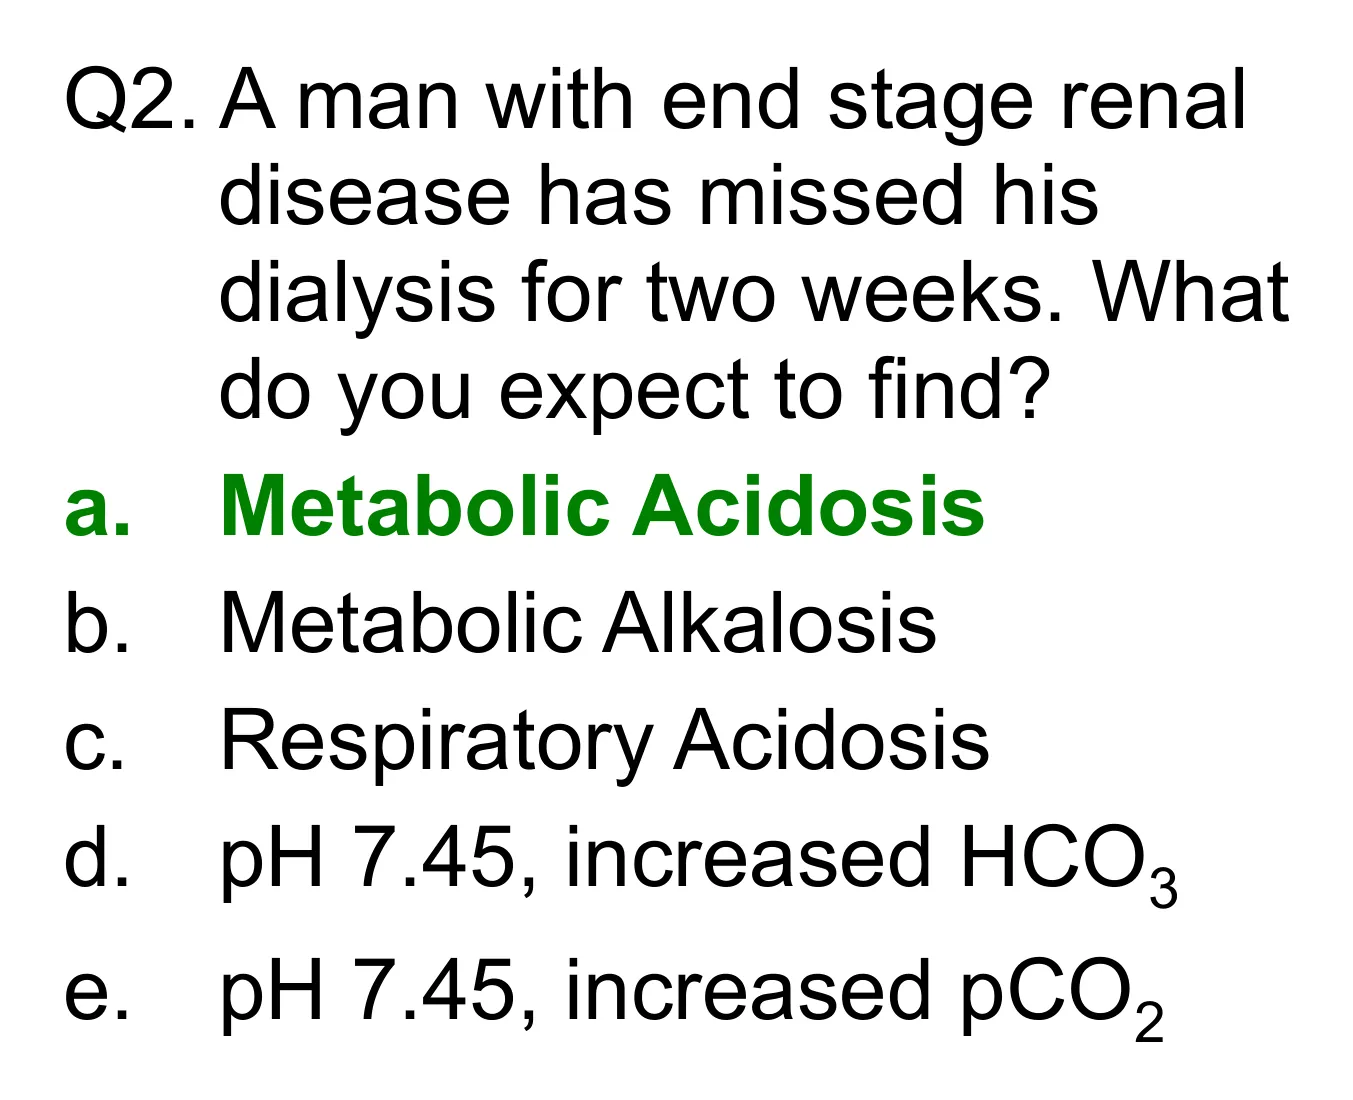 Q2. A man with end stage renal
disease has missed his
dialysis for two weeks. What
do you expect to find?
a. Metabolic Acidosis
b. Metabolic Alkalosis
c. Respiratory Acidosis
d. pH 7.45, increased HCO₃
e. pH 7.45, increased pCO₂